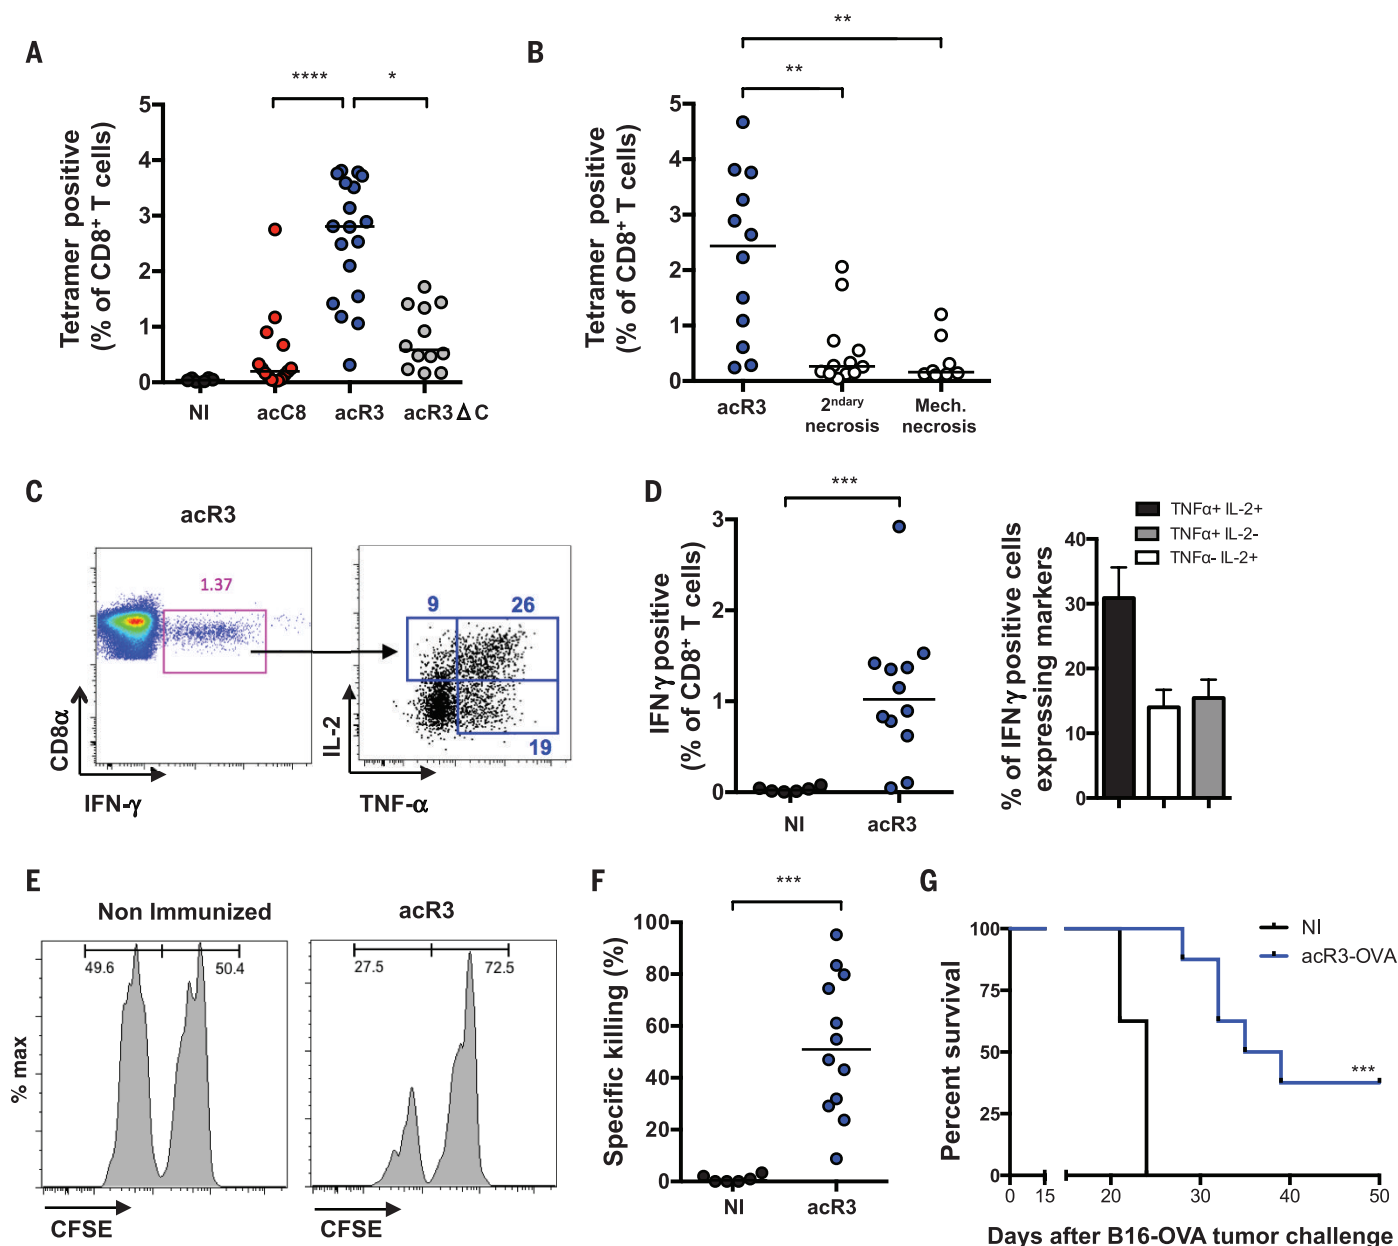 A
Tetramer positive
(% of CD8+ T cells)
5
4
3
2
1
0
****
*
NI
acC8
acR3
acR3 Δ C
B
Tetramer positive
(% of CD8+ T cells)
5
4
3
2
1
0
**
**
acR3
2ndary
necrosis
Mech.
necrosis
C
acR3
1.37
CD8α
IFN-γ
9
26
19
IL-2
TNF-α
D
IFNγ positive
(% of CD8+ T cells)
3
2
1
0
***
NI
acR3
TNFα+ IL-2+
TNFα+ IL-2-
TNFα- IL-2+
% of IFNγ positive cells
expressing markers
40
30
20
10
0
E
Non Immunized
49.6
50.4
% max
CFSE
acR3
27.5
72.5
CFSE
F
Specific killing (%)
100
80
60
40
20
0
***
NI
acR3
G
Percent survival
100
75
50
25
0
NI
acR3-OVA
***
0
15
20
30
40
50
Days after B16-OVA tumor challenge